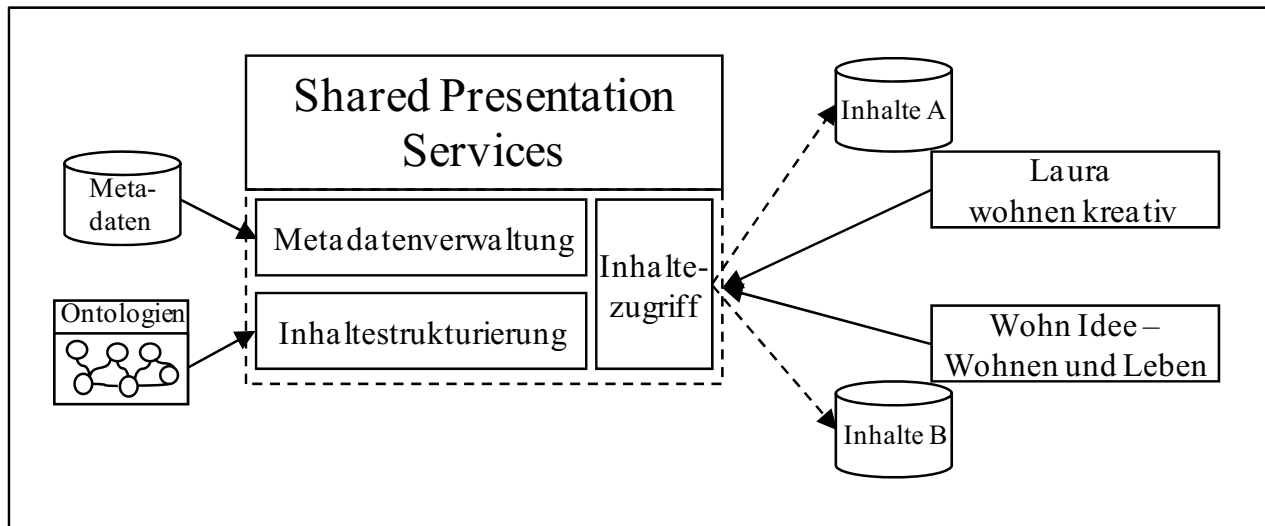 Shared Presentation
Services
Meta-
daten
Metadatenverwaltung
Inhalte-
zugriff
Ontologien
Inhaltestrukturierung
Inhalte A
Laura
wohnen kreativ
Wohn Idee –
Wohnen und Leben
Inhalte B